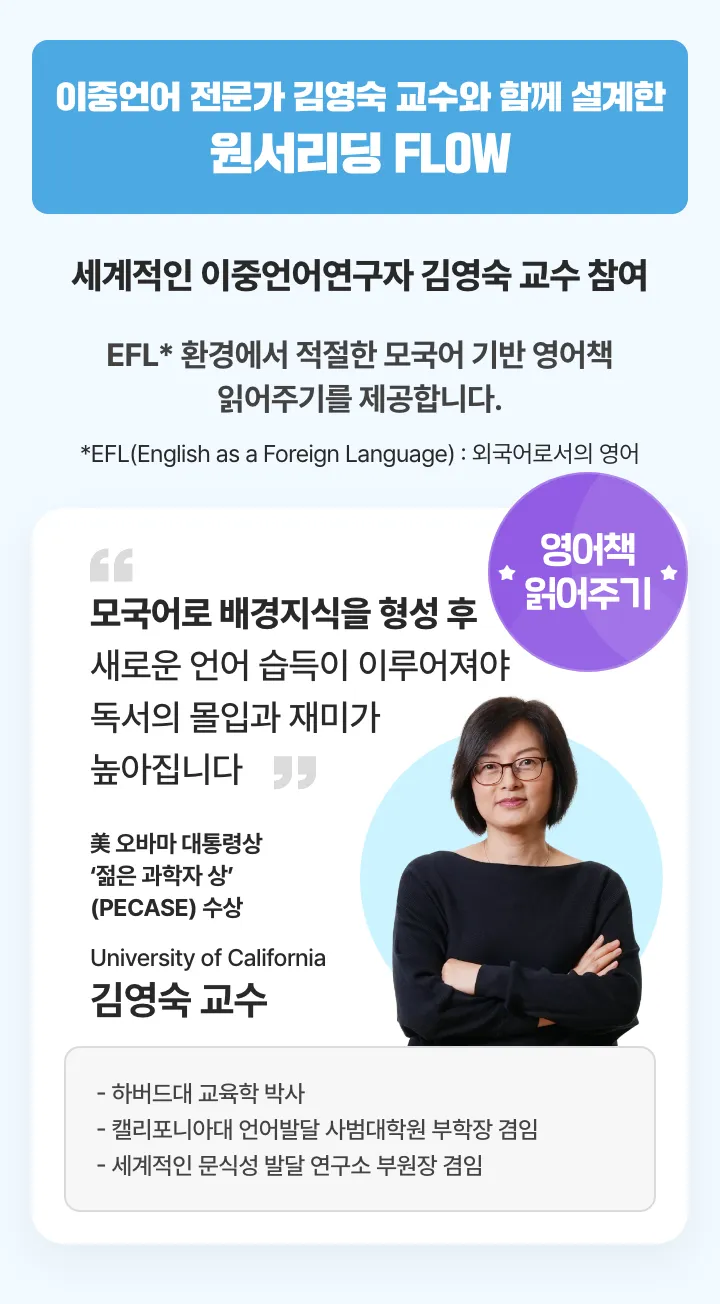 이중언어 전문가 김영숙 교수와 함께 설계한
원서리딩 FLOW
세계적인 이중언어연구자 김영숙 교수 참여
EFL* 환경에서 적절한 모국어 기반 영어책
읽어주기를 제공합니다.
*EFL(English as a Foreign Language) : 외국어로서의 영어
영어책
읽어주기
“
모국어로 배경지식을 형성 후
새로운 언어 습득이 이루어져야
독서의 몰입과 재미가
높아집니다 ”
美 오바마 대통령상
‘젊은 과학자 상’
(PECASE) 수상
University of California
김영숙 교수
- 하버드대 교육학 박사
- 캘리포니아대 언어발달 사범대학원 부학장 겸임
- 세계적인 문식성 발달 연구소 부원장 겸임